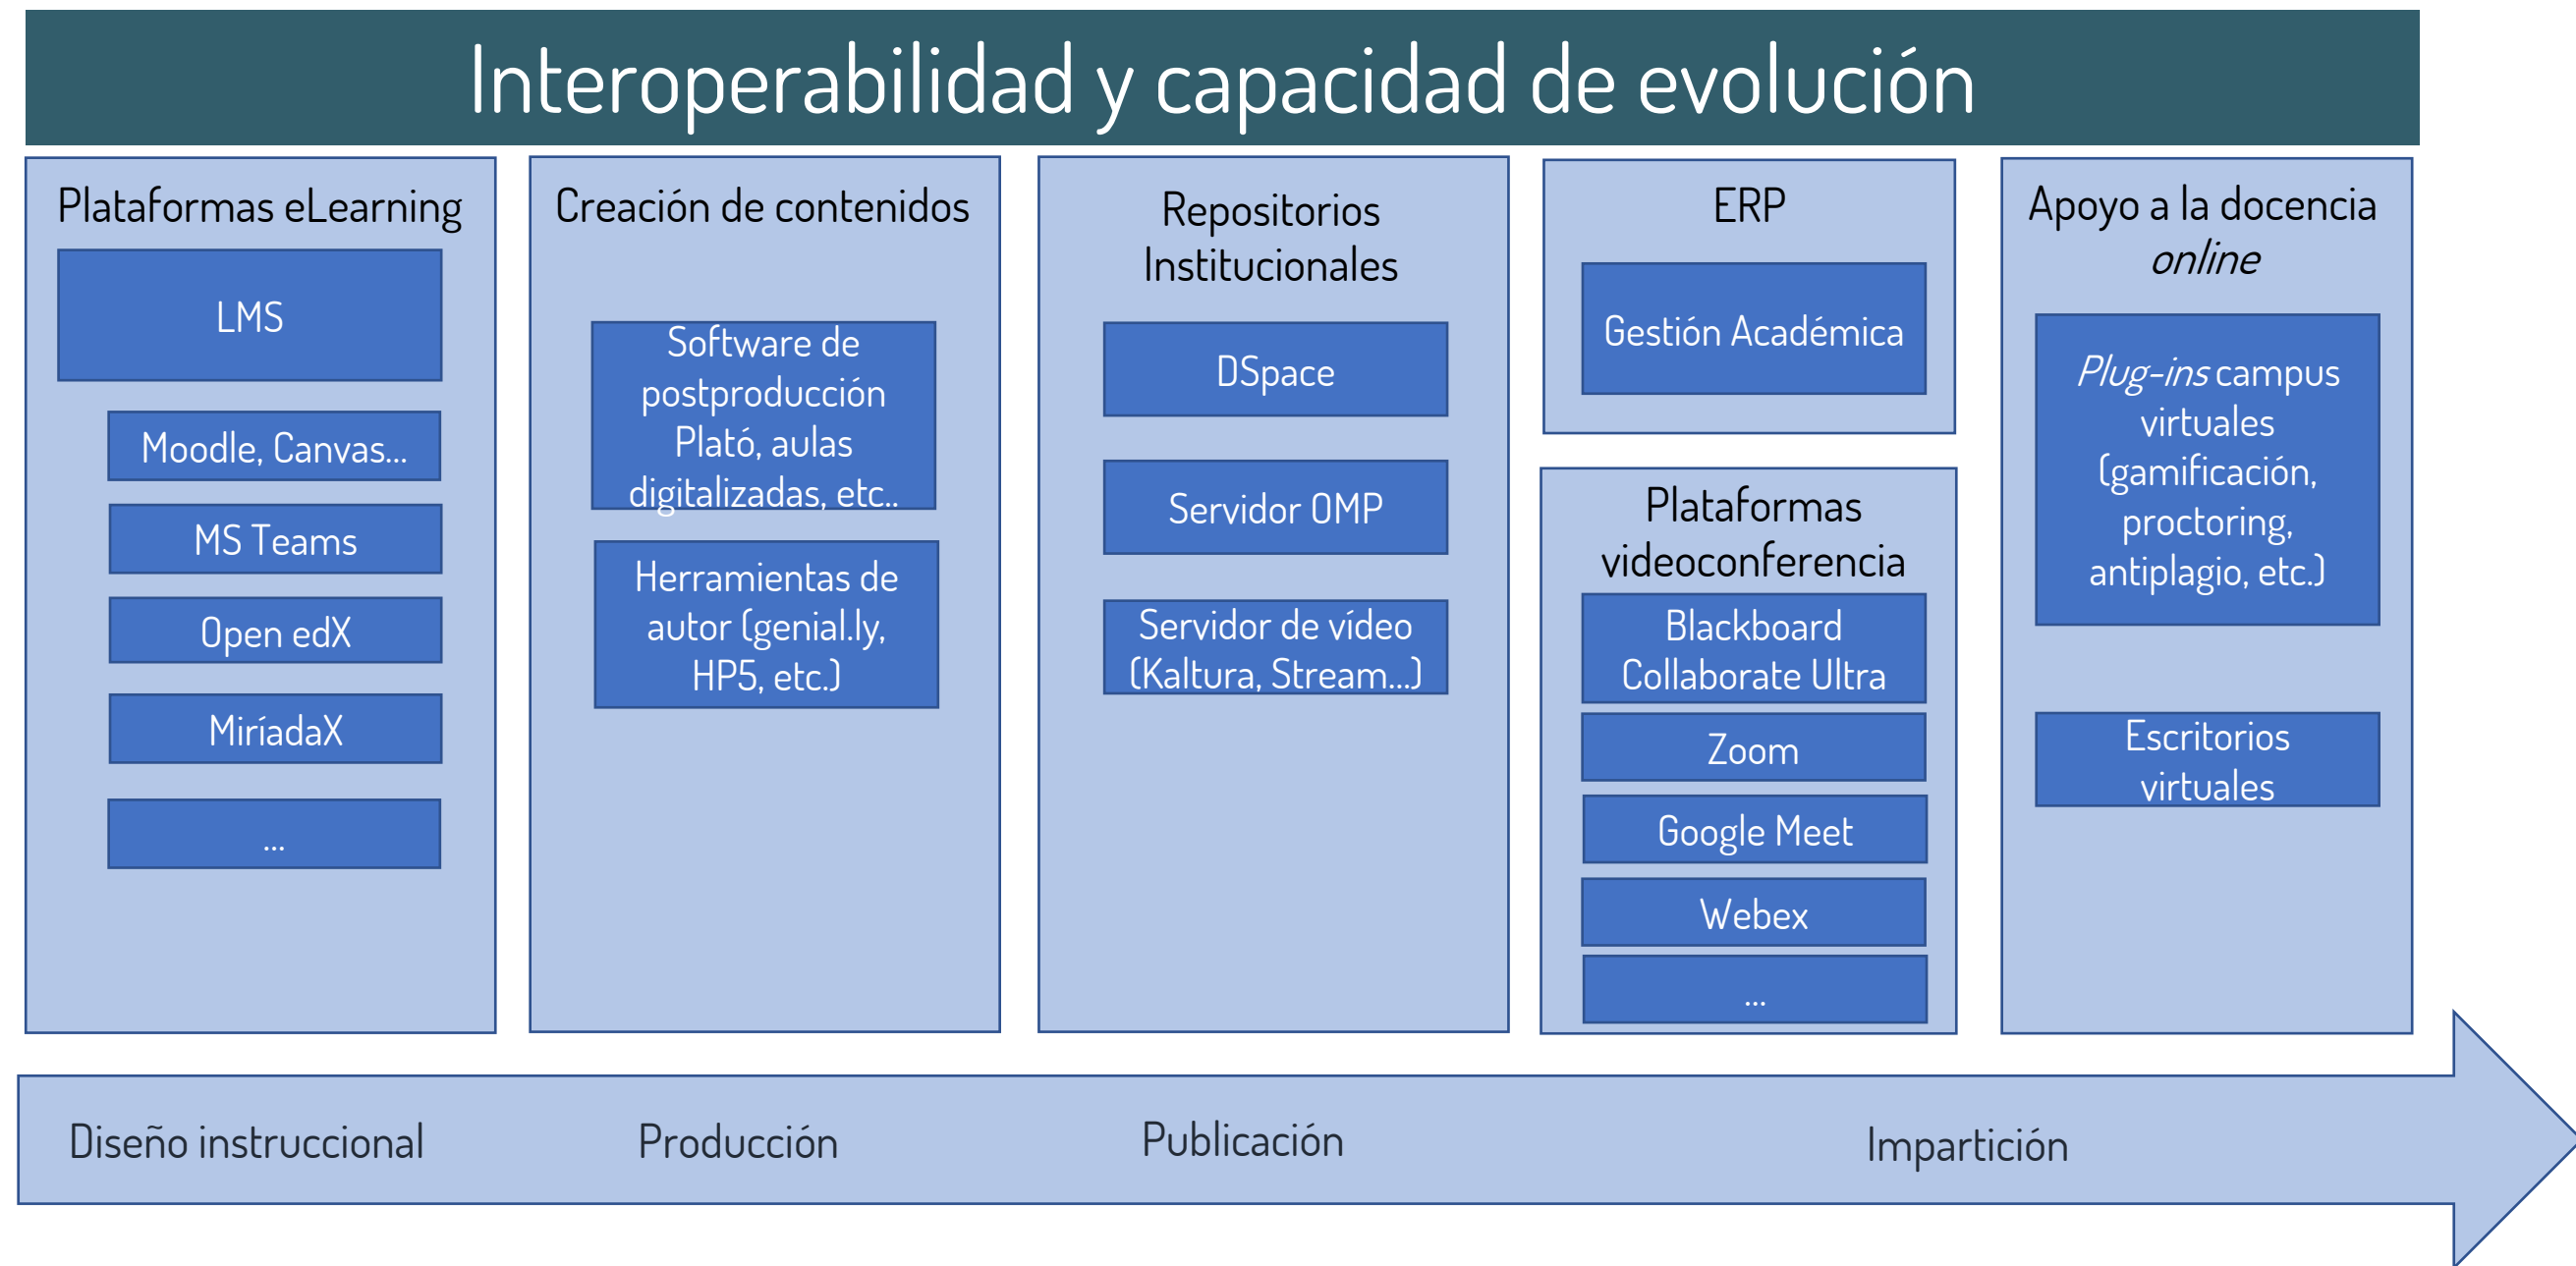 Interoperabilidad y capacidad de evolución
Plataformas eLearning
LMS
Moodle, Canvas...
MS Teams
Open edX
MiríadaX
...
Creación de contenidos
Software de
postproducción
Plató, aulas
digitalizadas, etc..
Herramientas de
autor (genial.ly,
HP5, etc.)
Repositorios
Institucionales
DSpace
Servidor OMP
Servidor de vídeo
(Kaltura, Stream...)
ERP
Gestión Académica
Plataformas
videoconferencia
Blackboard
Collaborate Ultra
Zoom
Google Meet
Webex
...
Apoyo a la docencia
online
Plug-ins campus
virtuales
(gamificación,
proctoring,
antiplagio, etc.)
Escritorios
virtuales
Diseño instruccional
Producción
Publicación
Impartición